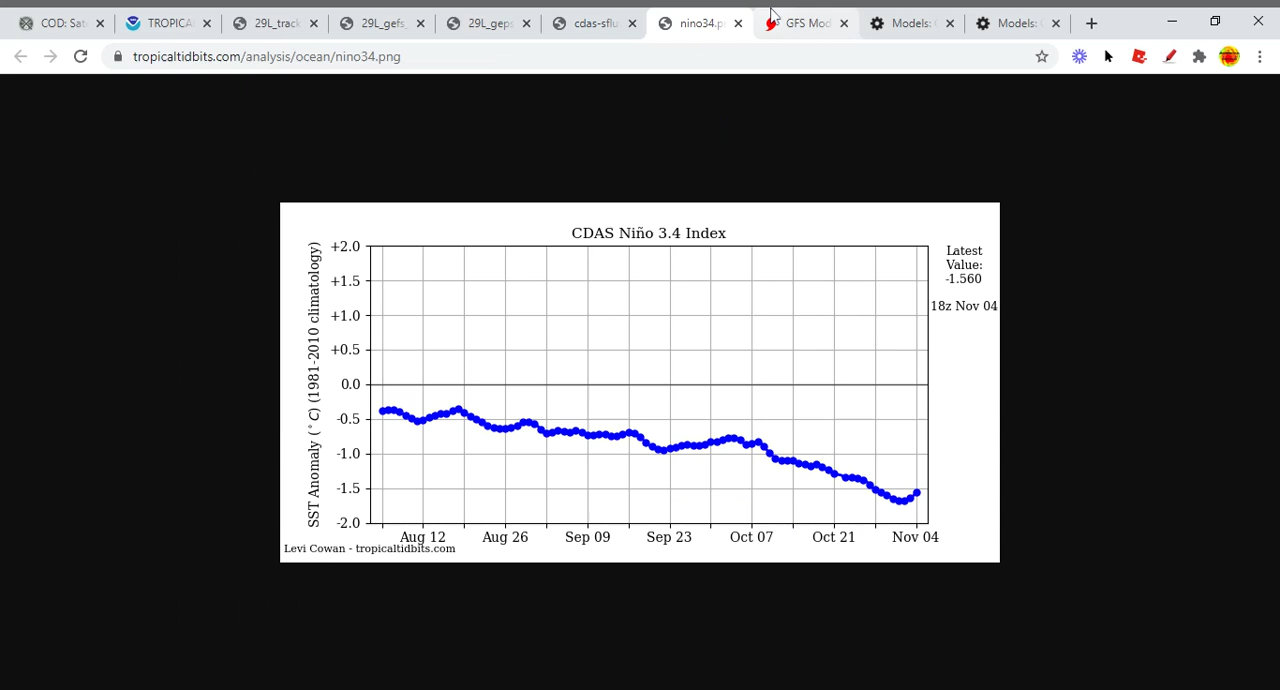 COD: Sate
TROPICA
29L_track
29L_gefs_
29L_geps_
cdas-sflu
nino34.p
GFS Mod
Models:
Models:
tropicaltidbits.com/analysis/ocean/nino34.png
CDAS Niño 3.4 Index
SST Anomaly (°C) (1981-2010 climatology)
+2.0
+1.5
+1.0
+0.5
0.0
-0.5
-1.0
-1.5
-2.0
Latest
Value:
-1.560
18z Nov 04
Aug 12 Aug 26 Sep 09 Sep 23 Oct 07 Oct 21 Nov 04
Levi Cowan - tropicaltidbits.com